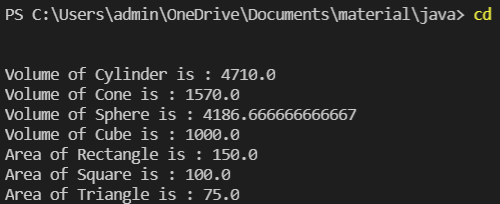 PS C:\Users\admin\OneDrive\Documents\material\java> cd
Volume of Cylinder is : 4710.0
Volume of Cone is : 1570.0
Volume of Sphere is : 4186.666666666667
Volume of Cube is : 1000.0
Area of Rectangle is : 150.0
Area of Square is : 100.0
Area of Triangle is : 75.0